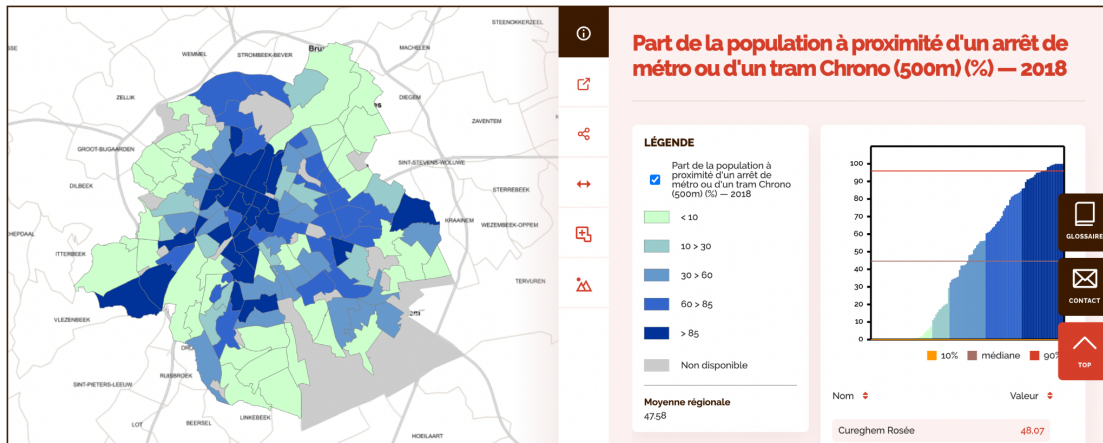 STEENOKKERZEEL
WEMMEL
STROMBEEK-BEVER
MACHELEN
ZELLIK
DIEGEM
ZAVENTEM
GROOT-BIJGAARDEN
SINT-STEVENS-WOLUWE
DILBEEK
STERREBEEK
KRAAINEM
WEZEMBEEK-OPPEM
ITTERBEEK
TERVUREN
VLEZENBEEK
RUISBROEK
SINT-PIETERS-LEEUW
LINKEBEEK
LOT
BEERSEL
HOEILAART
Part de la population à proximité d'un arrêt de
métro ou d'un tram Chrono (500m) (%) — 2018
LÉGENDE
Part de la population à
proximité d'un arrêt de
métro ou d'un tram Chrono
(500m) (%) — 2018
< 10
10 > 30
30 > 60
60 > 85
> 85
Non disponible
Moyenne régionale
47.58
100
90
80
70
60
50
40
30
20
10
0
10%
médiane
90%
GLOSSAIRE
CONTACT
TOP
Nom
Valeur
Cureghem Rosée
48.07